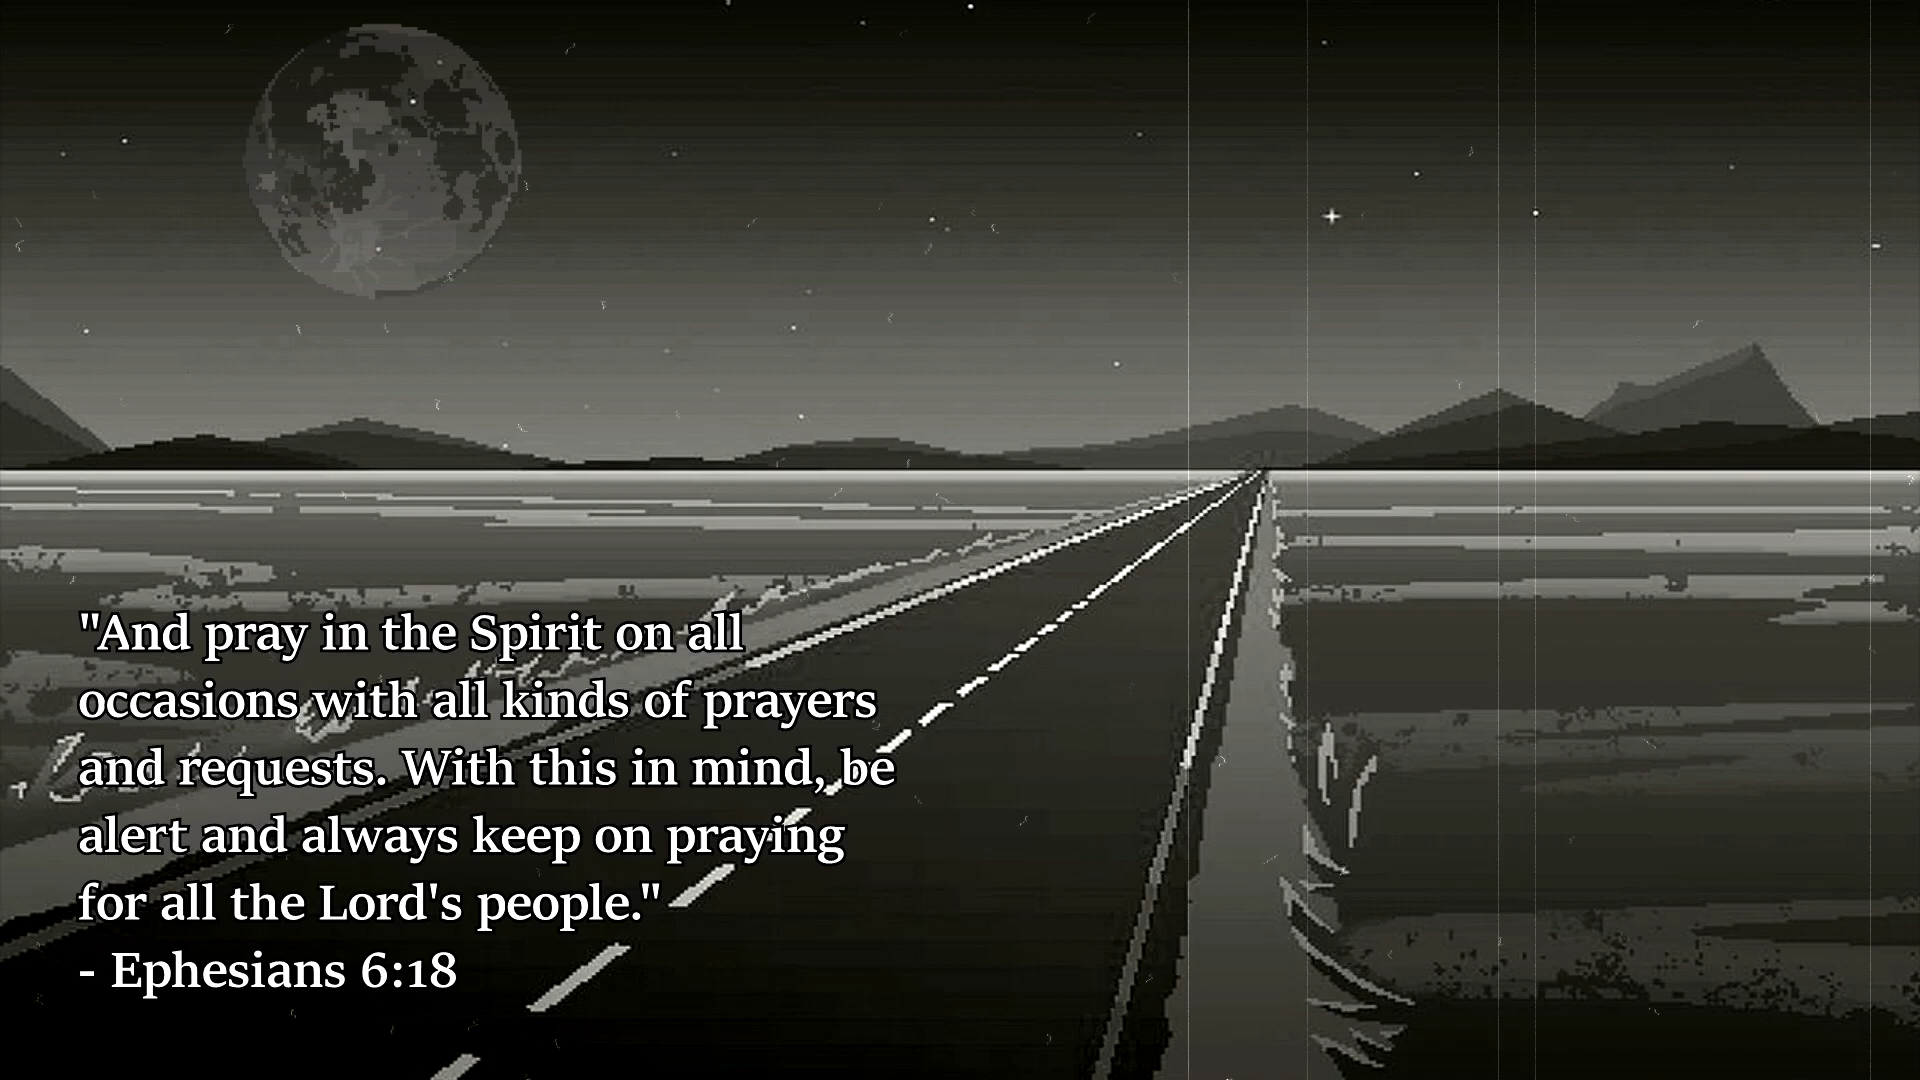 "And pray in the Spirit on all
occasions with all kinds of prayers
and requests. With this in mind, be
alert and always keep on praying
for all the Lord's people."
- Ephesians 6:18